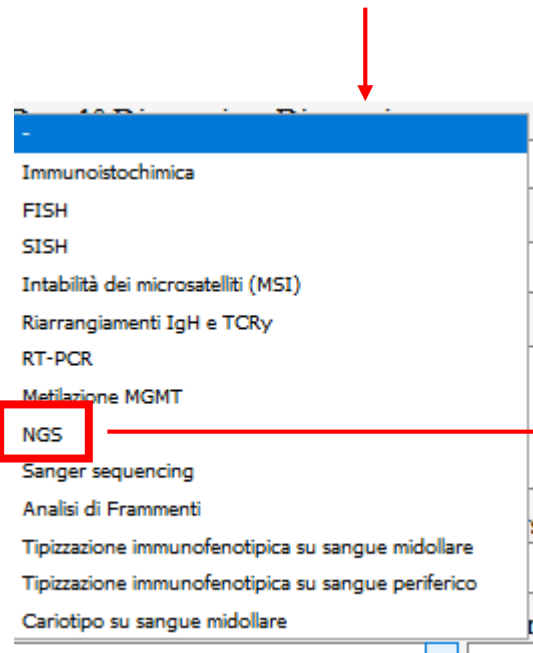 -
Immunoistochimica
FISH
SISH
Intabilità dei microsatelliti (MSI)
Riarrangiamenti IgH e TCRy
RT-PCR
Metilazione MGMT
NGS
Sanger sequencing
Analisi di Frammenti
Tipizzazione immunofenotipica su sangue midollare
Tipizzazione immunofenotipica su sangue periferico
Cariotipo su sangue midollare